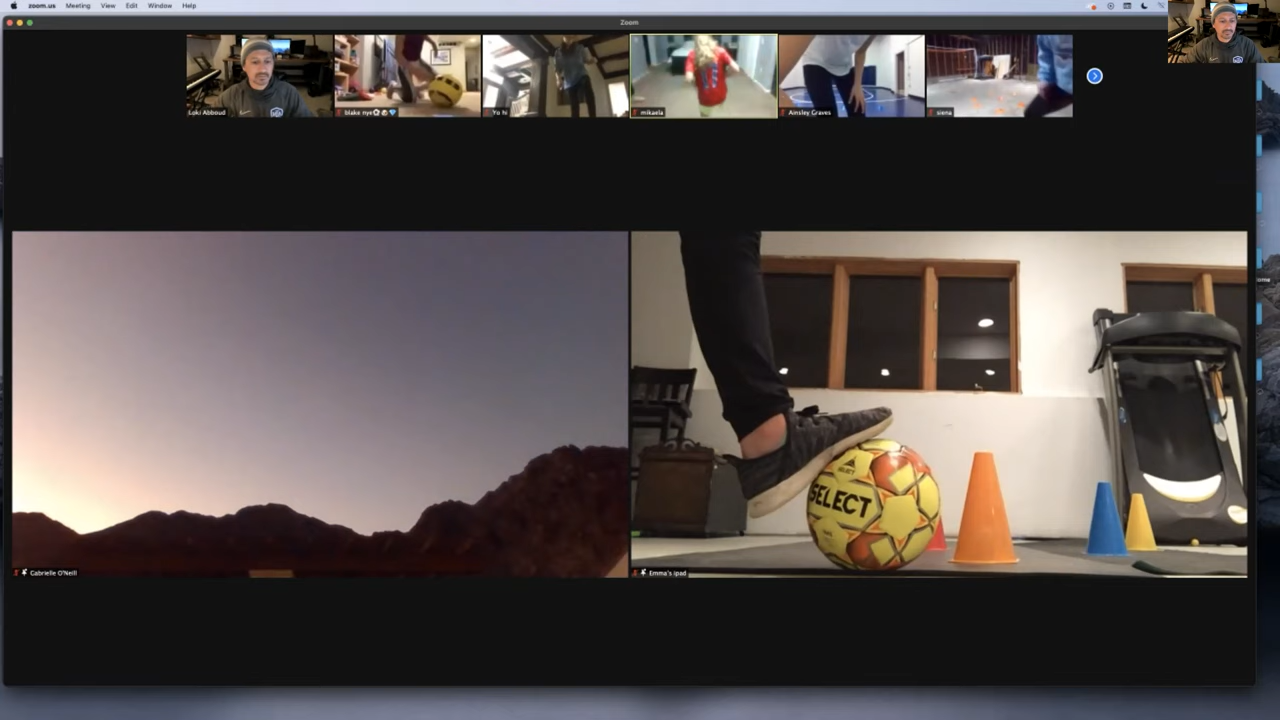 zoom.us Meeting View Edit Window Help
Zoom
Loki Abboud
blake nye
Yo hi
mikaela
Ainsley Graves
siena
SELECT
SELECT
Gabrielle O'Neill
Emma's ipad